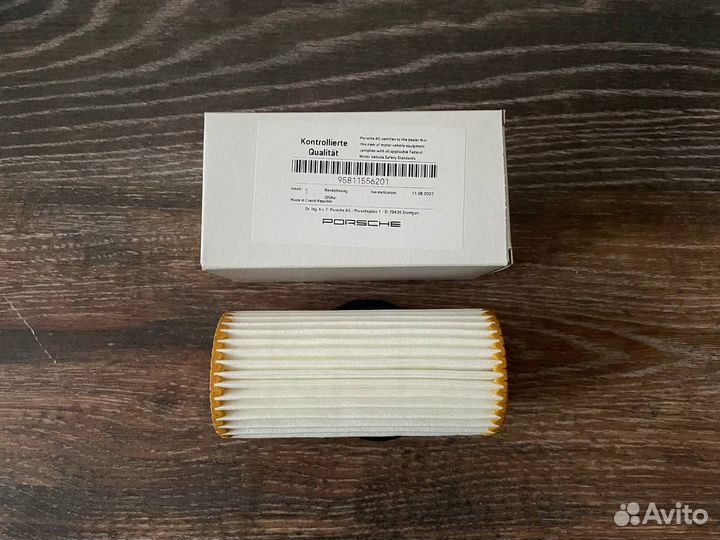 Kontrollierte
Qualität
Porsche AG certifies to the dealer that
this item of motor vehicle equipment
complies with all applicable Federal
Motor Vehicle Safety Standards
95811556201
Inhalt 1 Bezeichnung Herstelldatum 11.08.2023
Ölfilter
Made in Czech Republic
Dr. Ing. h.c. F. Porsche AG / Porscheplatz 1 / D-70435 Stuttgart
PORSCHE
Avito